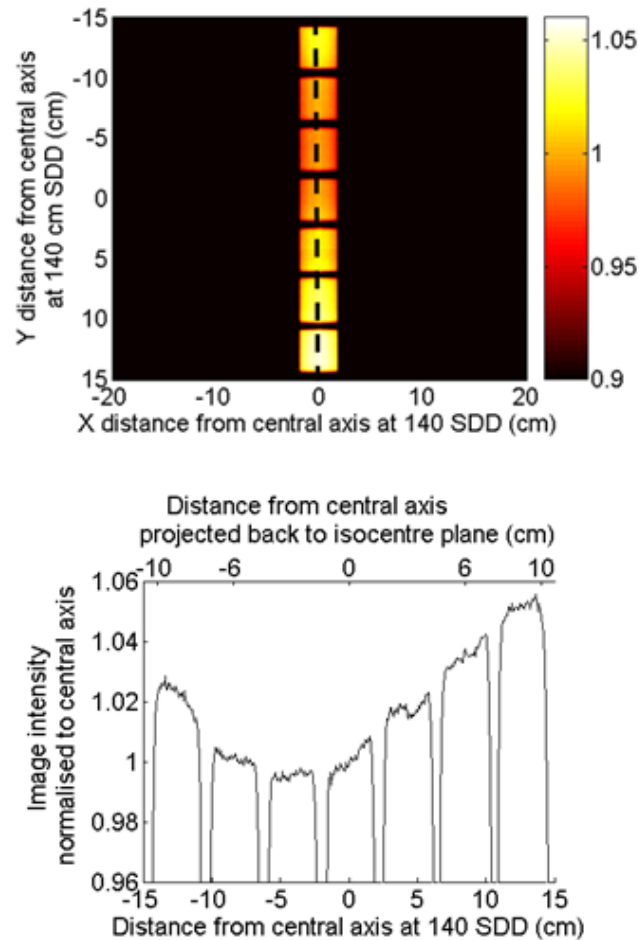 -15
-10
-5
0
5
10
15
Y distance from central axis
at 140 cm SDD (cm)
-20 -10 0 10 20
X distance from central axis at 140 SDD (cm)
1.05
1
0.95
0.9
Distance from central axis
projected back to isocentre plane (cm)
-10 -6 -4 0 2 6 7 10
1.06
1.04
1.02
1
0.98
0.96
Image intensity
normalised to central axis
-15 -10 -5 0 5 10 15
Distance from central axis at 140 SDD (cm)